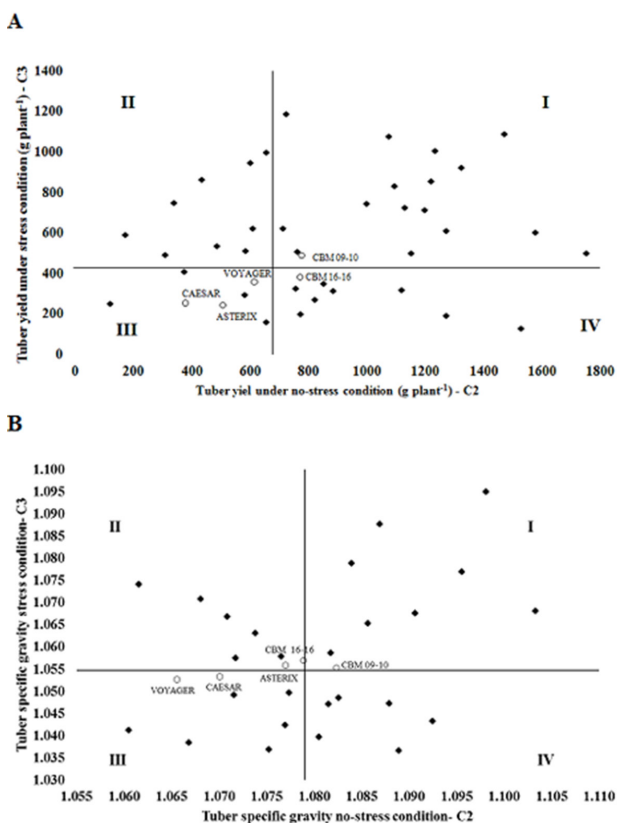 A
Tuber yield under stress condition (g plant⁻¹) - C3
1400
1200
1000
800
600
400
200
0
II
I
III
IV
CBM 09-10
CBM 16-16
VOYAGER
CAESAR
ASTERIX
0 200 400 600 800 1000 1200 1400 1600 1800
Tuber yiel under no-stress condition (g plant⁻¹) - C2
B
Tuber specific gravity stress condition- C3
1.100
1.095
1.090
1.085
1.080
1.075
1.070
1.065
1.060
1.055
1.050
1.045
1.040
1.035
1.030
II
I
III
IV
CBM 16-16
CBM 09-10
ASTERIX
CAESAR
VOYAGER
1.055 1.060 1.065 1.070 1.075 1.080 1.085 1.090 1.095 1.100 1.105 1.110
Tuber specific gravity no-stress condition- C2